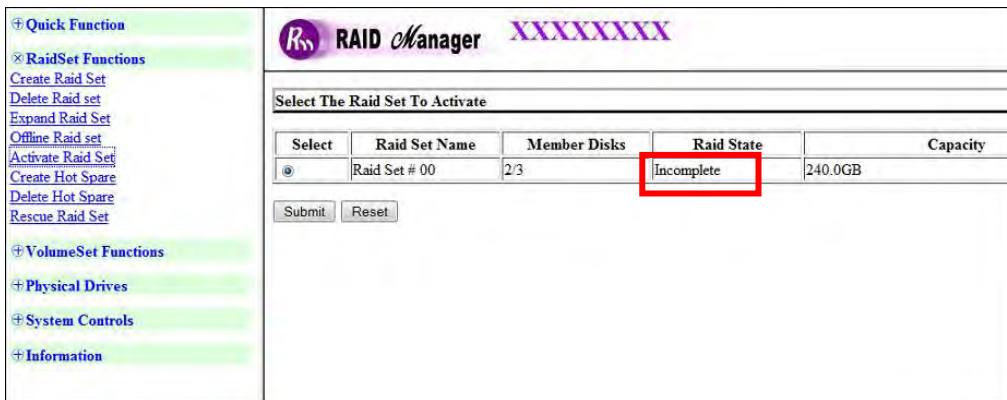 Quick Function
RaidSet Functions
Create Raid Set
Delete Raid set
Expand Raid Set
Offline Raid set
Activate Raid Set
Create Hot Spare
Delete Hot Spare
Rescue Raid Set
VolumeSet Functions
Physical Drives
System Controls
Information
Rm RAID Manager XXXXXXXX
Select The Raid Set To Activate
Select Raid Set Name Member Disks Raid State Capacity
Raid Set # 00 2/3 Incomplete 240.0GB
Submit Reset